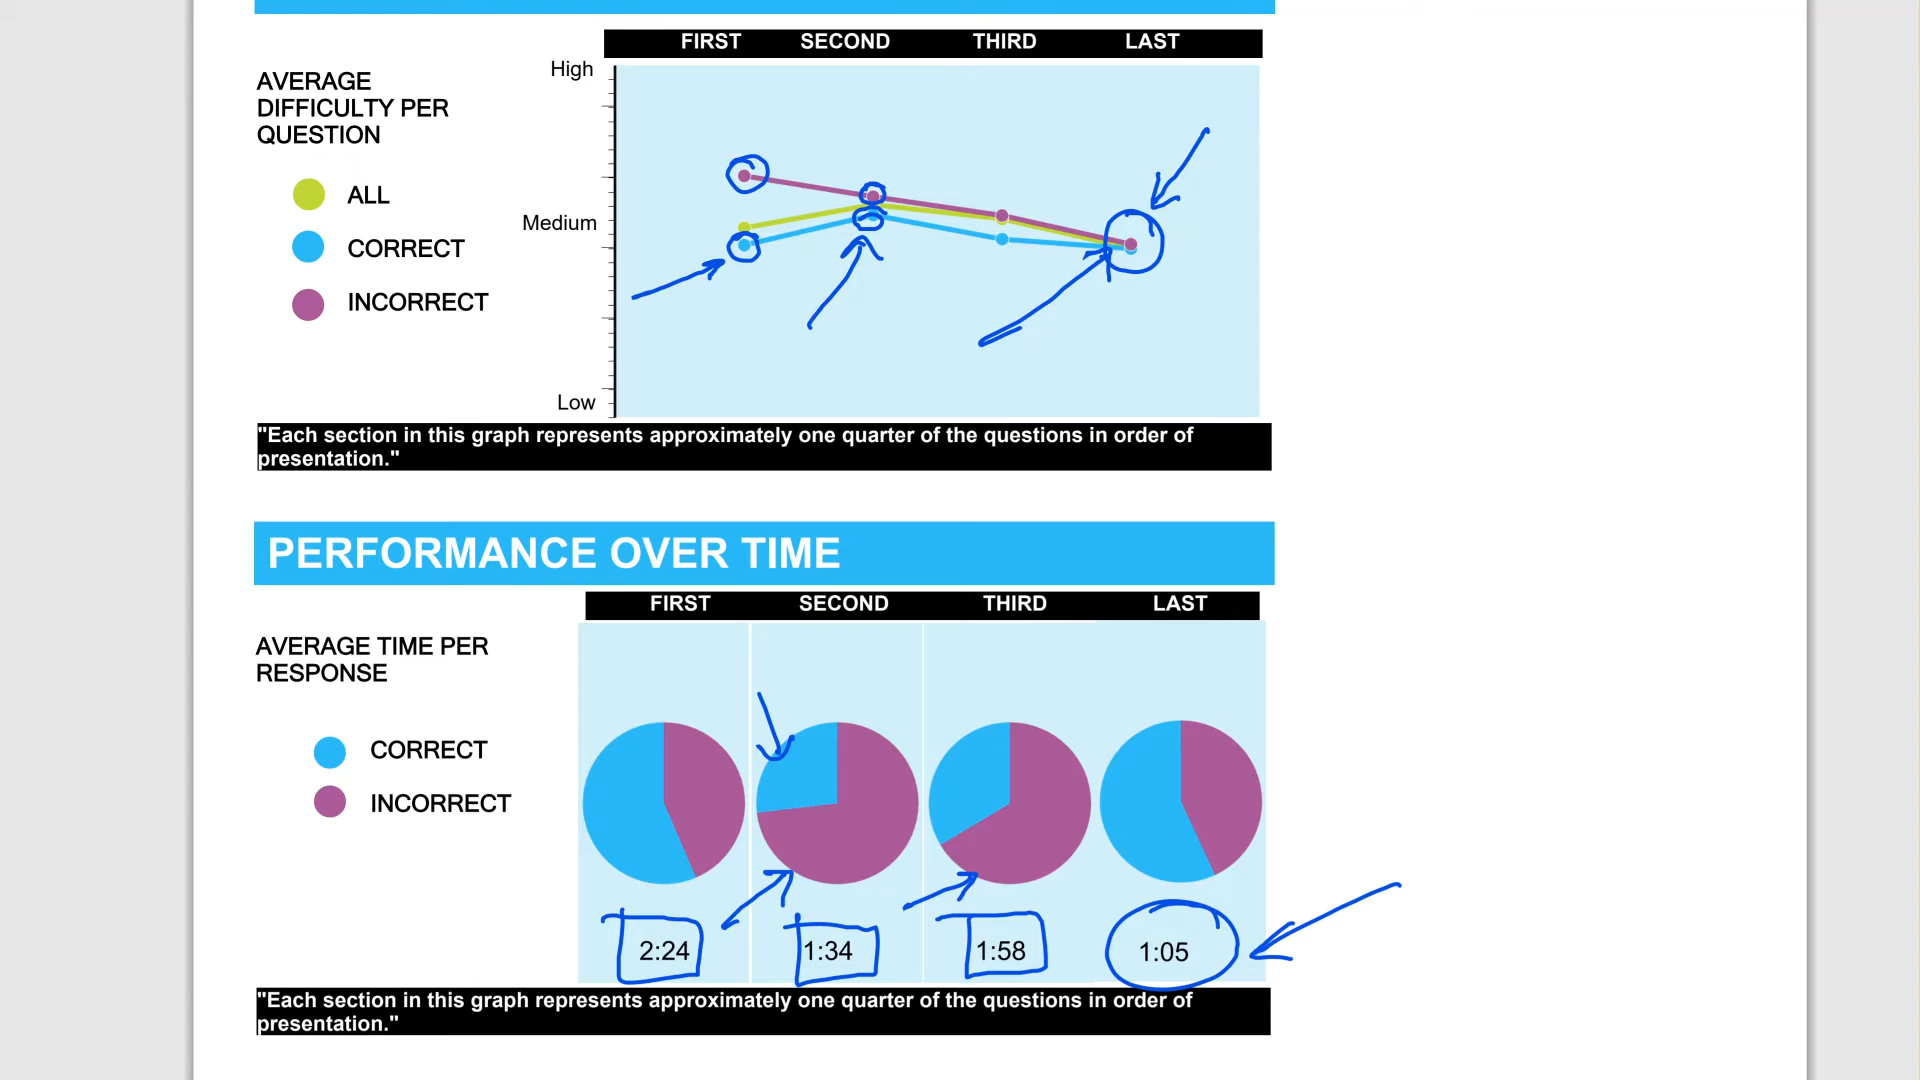 FIRST SECOND THIRD LAST
High
AVERAGE
DIFFICULTY PER
QUESTION
ALL
Medium
CORRECT
INCORRECT
Low
"Each section in this graph represents approximately one quarter of the questions in order of
presentation."
PERFORMANCE OVER TIME
FIRST SECOND THIRD LAST
AVERAGE TIME PER
RESPONSE
CORRECT
INCORRECT
2:24 1:34 1:58 1:05
"Each section in this graph represents approximately one quarter of the questions in order of
presentation."